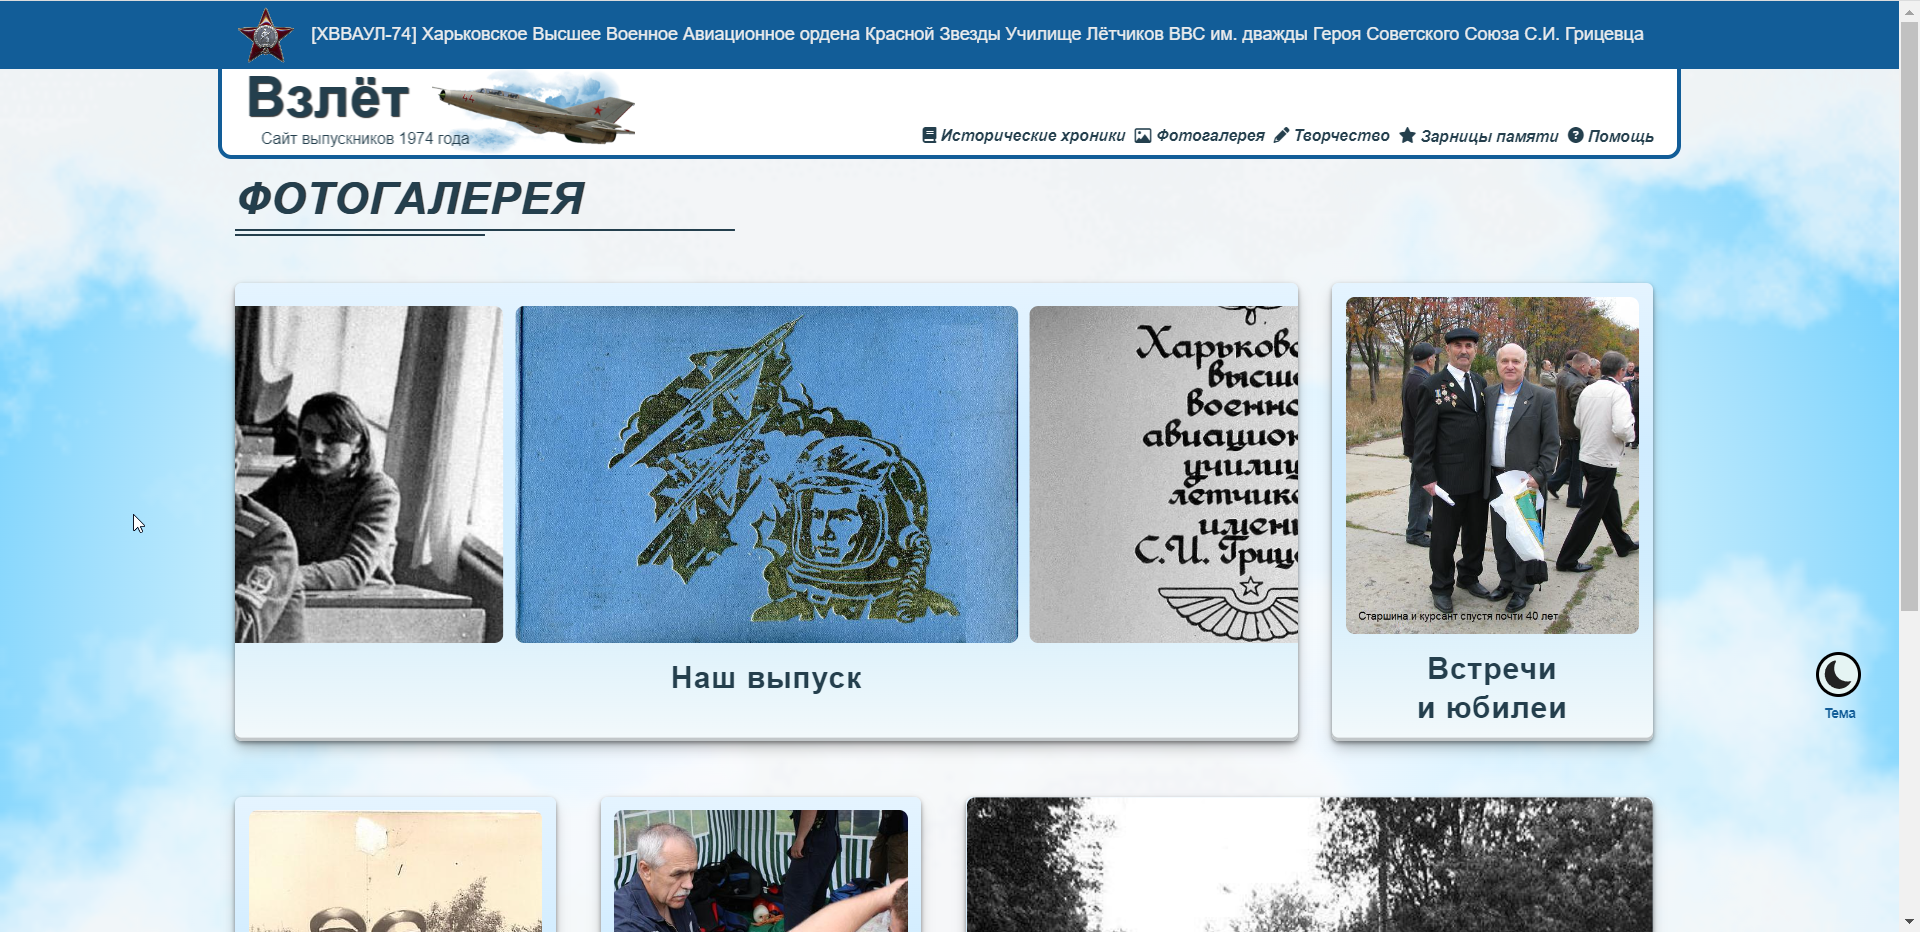 [ХВВАУЛ-74] Харьковское Высшее Военное Авиационное ордена Красной Звезды Училище Лётчиков ВВС им. дважды Героя Советского Союза С.И. Грицевца
Взлёт
44
Сайт выпускников 1974 года
Исторические хроники Фотогалерея Творчество Зарницы памяти Помощь
ФОТОГАЛЕРЕЯ
Харьковс
высше
военно
авиацион
училищ
лётчико
имени
С.И. Гриц
Старшина и курсант спустя почти 40 лет
Наш выпуск
Встречи
и юбилеи
Тема